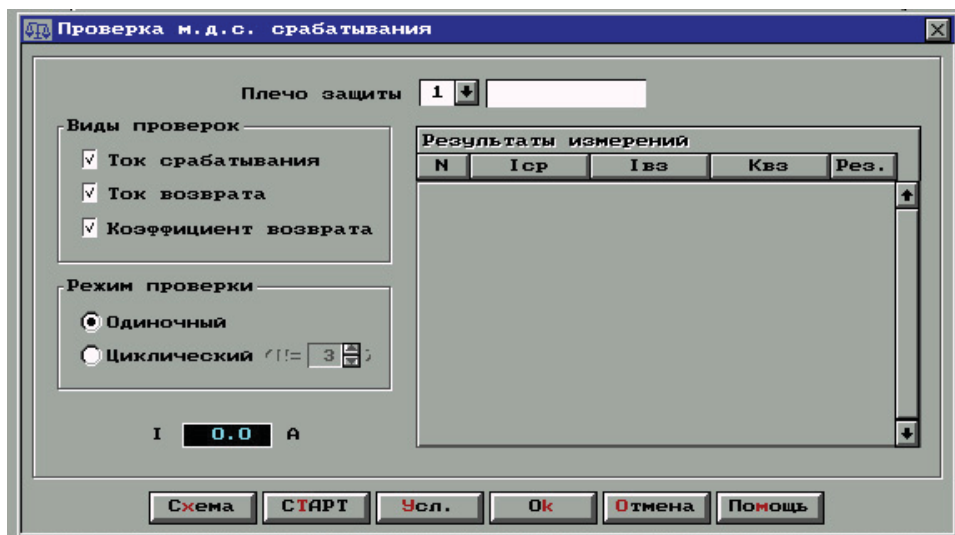 Проверка м.д.с. срабатывания
Плечо защиты 1
Виды проверок
Ток срабатывания
Ток возврата
Коэффициент возврата
Режим проверки
Одиночный
Циклический 3
I 0.0 A
Результаты измерений
N Iср Iвз Kвз Рез.
Схема СТАРТ Усл. Ok Отмена Помощь